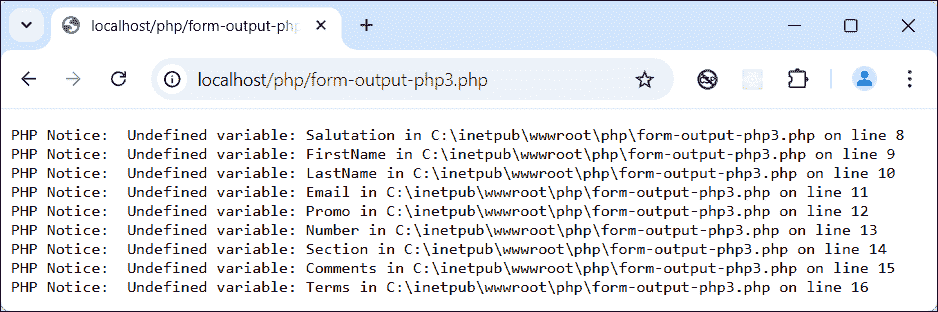 localhost/php/form-output-php
localhost/php/form-output-php3.php
CSP
PHP Notice:  Undefined variable: Salutation in C:\inetpub\wwwroot\php\form-output-php3.php on line 8
PHP Notice:  Undefined variable: FirstName in C:\inetpub\wwwroot\php\form-output-php3.php on line 9
PHP Notice:  Undefined variable: LastName in C:\inetpub\wwwroot\php\form-output-php3.php on line 10
PHP Notice:  Undefined variable: Email in C:\inetpub\wwwroot\php\form-output-php3.php on line 11
PHP Notice:  Undefined variable: Promo in C:\inetpub\wwwroot\php\form-output-php3.php on line 12
PHP Notice:  Undefined variable: Number in C:\inetpub\wwwroot\php\form-output-php3.php on line 13
PHP Notice:  Undefined variable: Section in C:\inetpub\wwwroot\php\form-output-php3.php on line 14
PHP Notice:  Undefined variable: Comments in C:\inetpub\wwwroot\php\form-output-php3.php on line 15
PHP Notice:  Undefined variable: Terms in C:\inetpub\wwwroot\php\form-output-php3.php on line 16